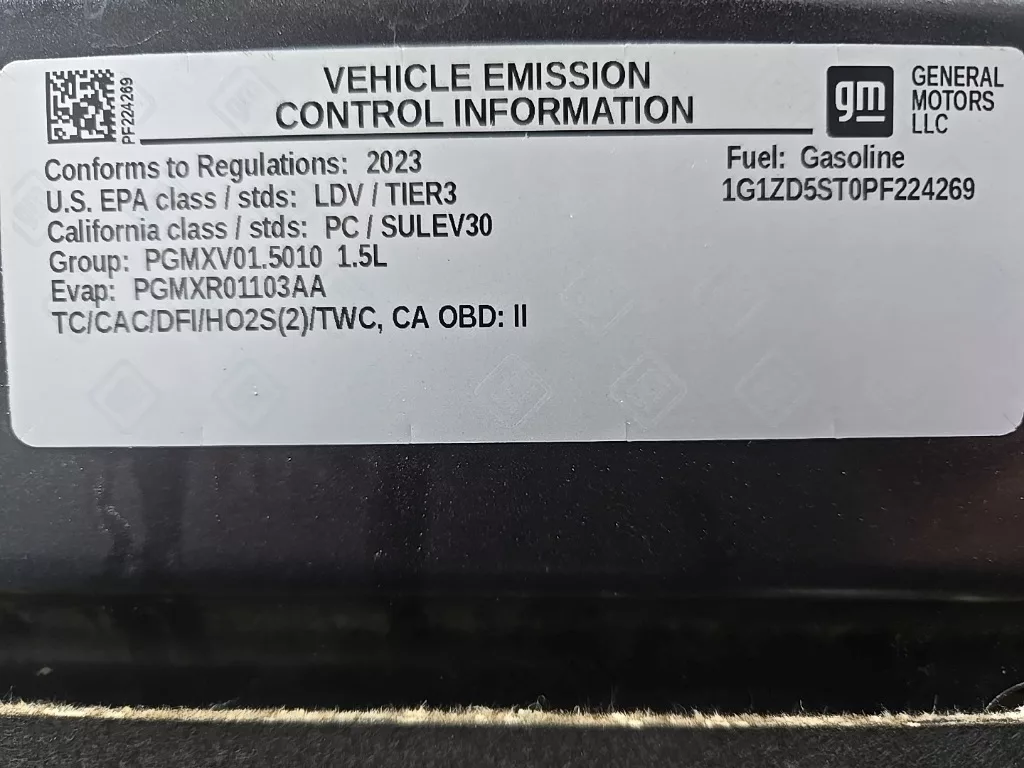 PF224269
VEHICLE EMISSION
CONTROL INFORMATION
gm
GENERAL
MOTORS
LLC
Conforms to Regulations: 2023
U.S. EPA class / stds: LDV / TIER3
California class / stds: PC / SULEV30
Group: PGMXV01.5010 1.5L
Evap: PGMXR01103AA
TC/CAC/DFI/HO2S(2)/TWC, CA OBD: II
Fuel: Gasoline
1G1ZD5ST0PF224269